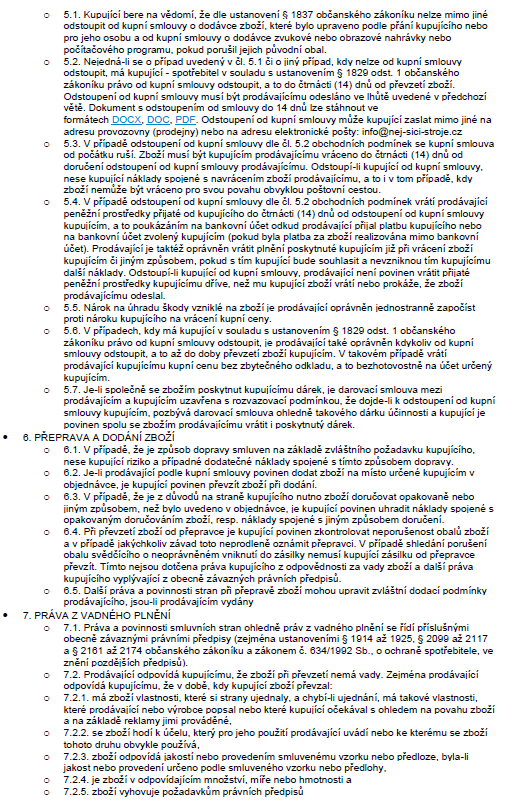 o 5.1. Kupující bere na vědomí, že dle ustanovení § 1837 občanského zákoníku nelze mimo jiné
odstoupit od kupní smlouvy o dodávce zboží, které bylo upraveno podle přání kupujícího nebo
pro jeho osobu a od kupní smlouvy o dodávce zvukové nebo obrazové nahrávky nebo
počítačového programu, pokud porušil jejich původní obal.
o 5.2. Nejedná-li se o případ uvedený v čl. 5.1 či o jiný případ, kdy nelze od kupní smlouvy
odstoupit, má kupující - spotřebitel v souladu s ustanovením § 1829 odst. 1 občanského
zákoníku právo od kupní smlouvy odstoupit, a to do čtrnácti (14) dnů od převzetí zboží.
Odstoupení od kupní smlouvy musí být prodávajícímu odesláno ve lhůtě uvedené v předchozí
větě. Dokument s odstoupením od smlouvy do 14 dnů lze stáhnout ve
formátech DOCX, DOC, PDF. Odstoupení od kupní smlouvy může kupující zaslat mimo jiné na
adresu provozovny (prodejny) nebo na adresu elektronické pošty: info@nej-sici-stroje.cz
o 5.3. V případě odstoupení od kupní smlouvy dle čl. 5.2 obchodních podmínek se kupní smlouva
od počátku ruší. Zboží musí být kupujícím prodávajícímu vráceno do čtrnácti (14) dnů od
doručení odstoupení od kupní smlouvy prodávajícímu. Odstoupí-li kupující od kupní smlouvy,
nese kupující náklady spojené s navrácením zboží prodávajícímu, a to i v tom případě, kdy
zboží nemůže být vráceno pro svou povahu obvyklou poštovní cestou.
o 5.4. V případě odstoupení od kupní smlouvy dle čl. 5.2 obchodních podmínek vrátí prodávající
peněžní prostředky přijaté od kupujícího do čtrnácti (14) dnů od odstoupení od kupní smlouvy
kupujícím, a to poukázáním na bankovní účet odkud prodávající přijal platbu kupujícího nebo
na bankovní účet zvolený kupujícím (pokud byla platba za zboží realizována mimo bankovní
účet). Prodávající je taktéž oprávněn vrátit plnění poskytnuté kupujícím již při vrácení zboží
kupujícím či jiným způsobem, pokud s tím kupující bude souhlasit a nevzniknou tím kupujícímu
další náklady. Odstoupí-li kupující od kupní smlouvy, prodávající není povinen vrátit přijaté
peněžní prostředky kupujícímu dříve, než mu kupující zboží vrátí nebo prokáže, že zboží
prodávajícímu odeslal.
o 5.5. Nárok na úhradu škody vzniklé na zboží je prodávající oprávněn jednostranně započíst
proti nároku kupujícího na vrácení kupní ceny.
o 5.6. V případech, kdy má kupující v souladu s ustanovením § 1829 odst. 1 občanského
zákoníku právo od kupní smlouvy odstoupit, je prodávající také oprávněn kdykoliv od kupní
smlouvy odstoupit, a to až do doby převzetí zboží kupujícím. V takovém případě vrátí
prodávající kupujícímu kupní cenu bez zbytečného odkladu, a to bezhotovostně na účet určený
kupujícím.
o 5.7. Je-li společně se zbožím poskytnut kupujícímu dárek, je darovací smlouva mezi
prodávajícím a kupujícím uzavřena s rozvazovací podmínkou, že dojde-li k odstoupení od kupní
smlouvy kupujícím, pozbývá darovací smlouva ohledně takového dárku účinnosti a kupující je
povinen spolu se zbožím prodávajícímu vrátit i poskytnutý dárek.
• 6. PŘEPRAVA A DODÁNÍ ZBOŽÍ
o 6.1. V případě, že je způsob dopravy smluven na základě zvláštního požadavku kupujícího,
nese kupující riziko a případné dodatečné náklady spojené s tímto způsobem dopravy.
o 6.2. Je-li prodávající podle kupní smlouvy povinen dodat zboží na místo určené kupujícím v
objednávce, je kupující povinen převzít zboží při dodání.
o 6.3. V případě, že je z důvodů na straně kupujícího nutno zboží doručovat opakovaně nebo
jiným způsobem, než bylo uvedeno v objednávce, je kupující povinen uhradit náklady spojené s
opakovaným doručováním zboží, resp. náklady spojené s jiným způsobem doručení.
o 6.4. Při převzetí zboží od přepravce je kupující povinen zkontrolovat neporušenost obalů zboží
a v případě jakýchkoliv závad toto neprodleně oznámit přepravci. V případě shledání porušení
obalu svědčícího o neoprávněném vniknutí do zásilky nemusí kupující zásilku od přepravce
převzít. Tímto nejsou dotčena práva kupujícího z odpovědnosti za vady zboží a další práva
kupujícího vyplývající z obecně závazných právních předpisů.
o 6.5. Další práva a povinnosti stran při přepravě zboží mohou upravit zvláštní dodací podmínky
prodávajícího, jsou-li prodávajícím vydány
• 7. PRÁVA Z VADNÉHO PLNĚNÍ
o 7.1. Práva a povinnosti smluvních stran ohledně práv z vadného plnění se řídí příslušnými
obecně závaznými právními předpisy (zejména ustanoveními § 1914 až 1925, § 2099 až 2117
a § 2161 až 2174 občanského zákoníku a zákonem č. 634/1992 Sb., o ochraně spotřebitele, ve
znění pozdějších předpisů).
o 7.2. Prodávající odpovídá kupujícímu, že zboží při převzetí nemá vady. Zejména prodávající
odpovídá kupujícímu, že v době, kdy kupující zboží převzal:
o 7.2.1. má zboží vlastnosti, které si strany ujednaly, a chybí-li ujednání, má takové vlastnosti,
které prodávající nebo výrobce popsal nebo které kupující očekával s ohledem na povahu zboží
a na základě reklamy jimi prováděné,
o 7.2.2. se zboží hodí k účelu, který pro jeho použití prodávající uvádí nebo ke kterému se zboží
tohoto druhu obvykle používá,
o 7.2.3. zboží odpovídá jakostí nebo provedením smluvenému vzorku nebo předloze, byla-li
jakost nebo provedení určeno podle smluveného vzorku nebo předlohy,
o 7.2.4. je zboží v odpovídajícím množství, míře nebo hmotnosti a
o 7.2.5. zboží vyhovuje požadavkům právních předpisů